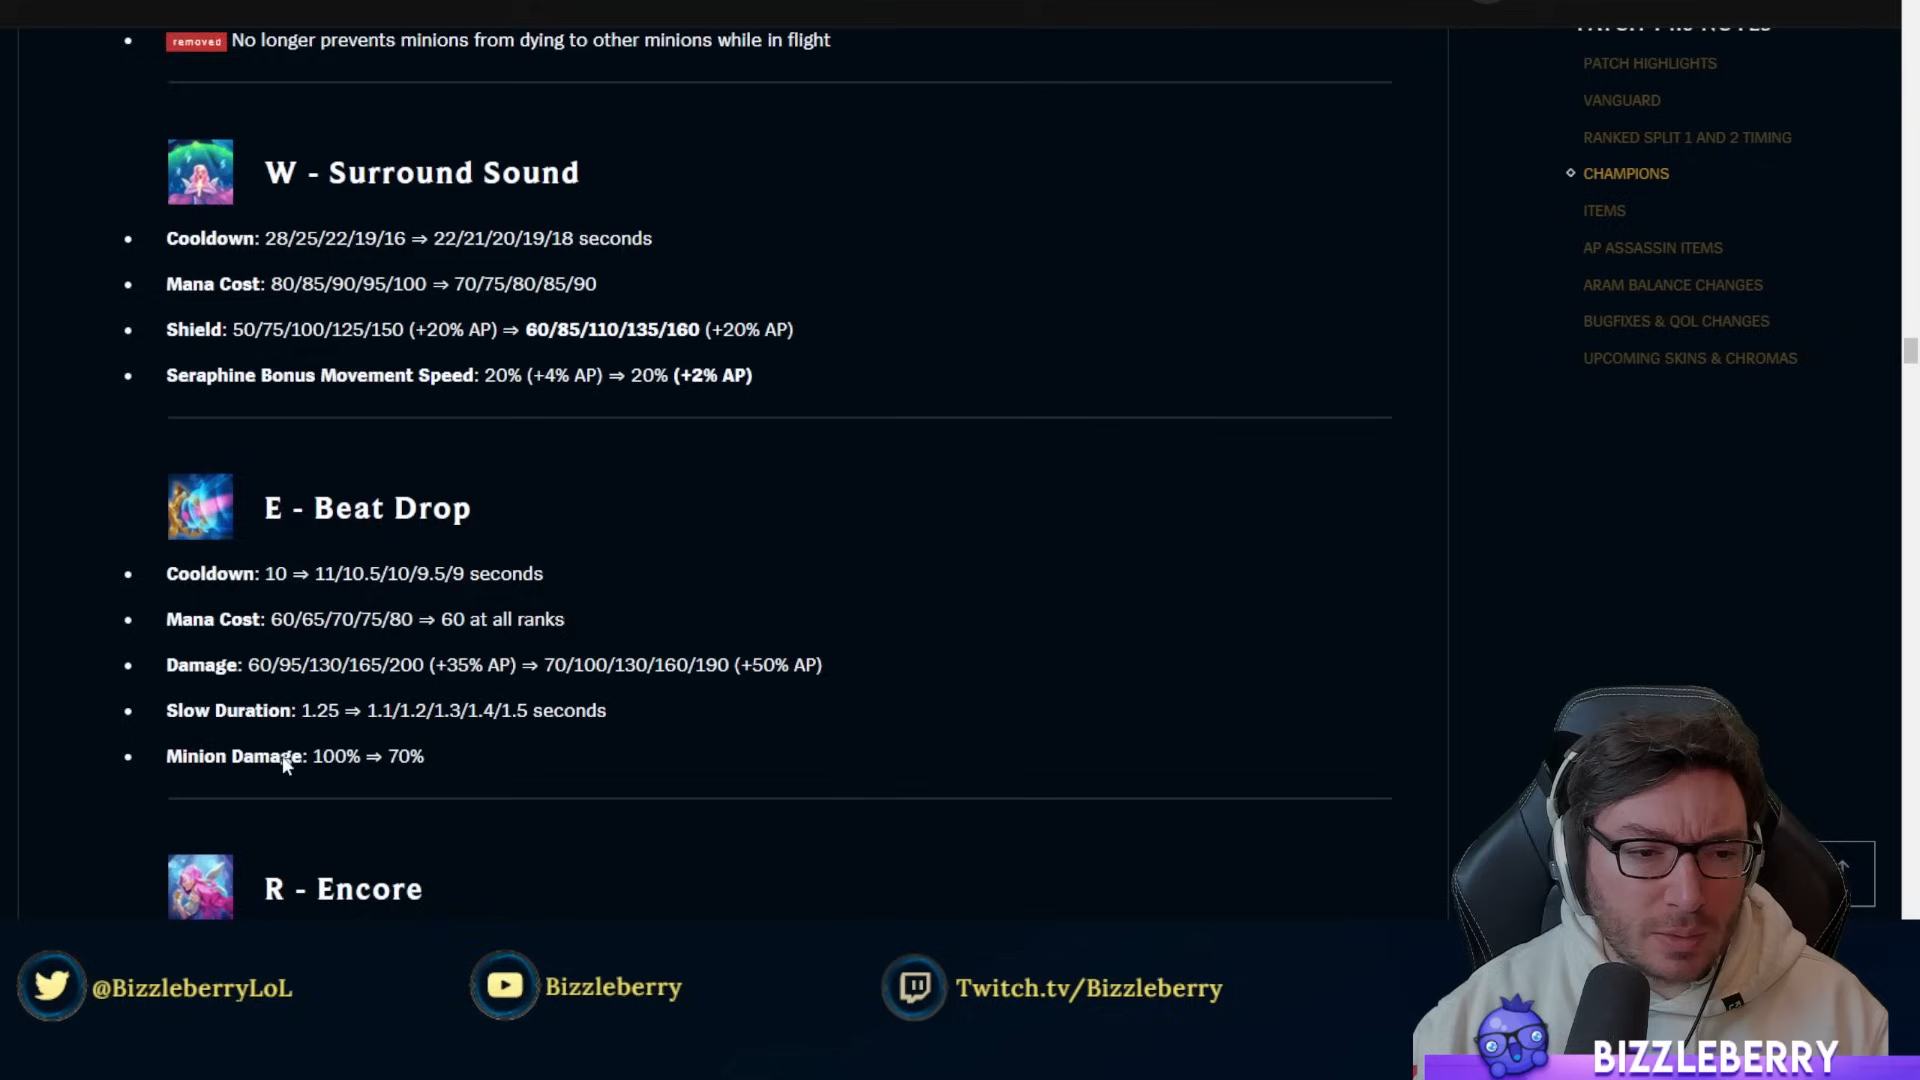 removed No longer prevents minions from dying to other minions while in flight
W - Surround Sound
Cooldown: 28/25/22/19/16 ⇒ 22/21/20/19/18 seconds
Mana Cost: 80/85/90/95/100 ⇒ 70/75/80/85/90
Shield: 50/75/100/125/150 (+20% AP) ⇒ 60/85/110/135/160 (+20% AP)
Seraphine Bonus Movement Speed: 20% (+4% AP) ⇒ 20% (+2% AP)
E - Beat Drop
Cooldown: 10 ⇒ 11/10.5/10/9.5/9 seconds
Mana Cost: 60/65/70/75/80 ⇒ 60 at all ranks
Damage: 60/95/130/165/200 (+35% AP) ⇒ 70/100/130/160/190 (+50% AP)
Slow Duration: 1.25 ⇒ 1.1/1.2/1.3/1.4/1.5 seconds
Minion Damage: 100% ⇒ 70%
R - Encore
PATCH HIGHLIGHTS
VANGUARD
RANKED SPLIT 1 AND 2 TIMING
CHAMPIONS
ITEMS
AP ASSASSIN ITEMS
ARAM BALANCE CHANGES
BUGFIXES & QOL CHANGES
UPCOMING SKINS & CHROMAS
@BizzleberryLoL
Bizzleberry
Twitch.tv/Bizzleberry
BIZZLEBERRY